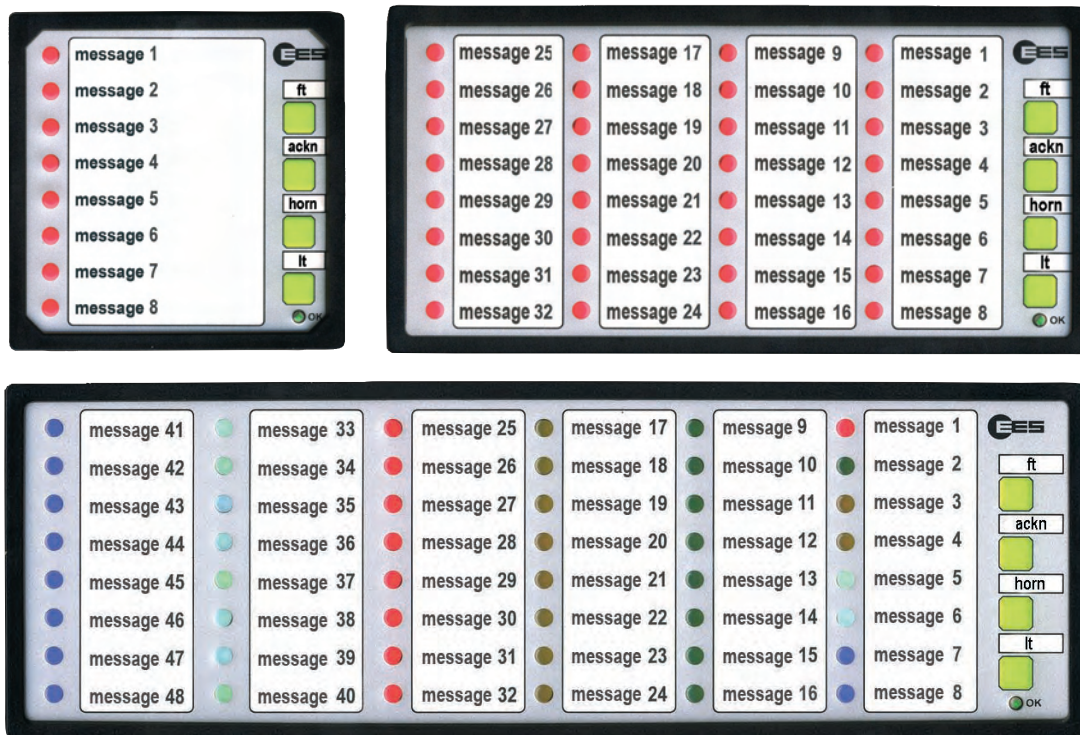 message 1
message 2
message 3
message 4
message 5
message 6
message 7
message 8
EES
ft
ackn
horn
lt
OK
message 25 message 17 message 9 message 1
message 26 message 18 message 10 message 2
message 27 message 19 message 11 message 3
message 28 message 20 message 12 message 4
message 29 message 21 message 13 message 5
message 30 message 22 message 14 message 6
message 31 message 23 message 15 message 7
message 32 message 24 message 16 message 8
EES
ft
ackn
horn
lt
OK
message 41 message 33 message 25 message 17 message 9 message 1
message 42 message 34 message 26 message 18 message 10 message 2
message 43 message 35 message 27 message 19 message 11 message 3
message 44 message 36 message 28 message 20 message 12 message 4
message 45 message 37 message 29 message 21 message 13 message 5
message 46 message 38 message 30 message 22 message 14 message 6
message 47 message 39 message 31 message 23 message 15 message 7
message 48 message 40 message 32 message 24 message 16 message 8
EES
ft
ackn
horn
lt
OK